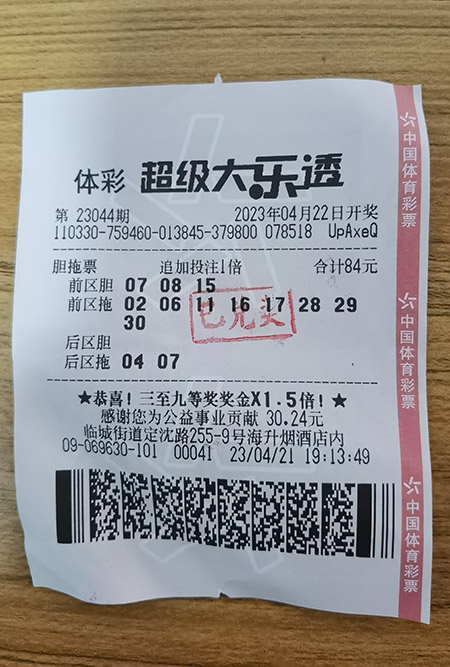 体彩 超级大乐透
第 23044期 2023年04月22日开奖
110330-759460-013845-379800 078518 UpAxeQ
胆拖票 追加投注1倍 合计84元
前区胆 07 08 15
前区拖 02 06 11 16 17 28 29
30
已兑奖
后区胆
后区拖 04 07
★恭喜! 三至九等奖奖金X1.5倍! ★
感谢您为公益事业贡献 30.24元
临城街道定沈路255-9号海升烟酒店内
09-069630-101 00041 23/04/21 19:13:49
中国体育彩票
中国体育彩票
中国体育彩票